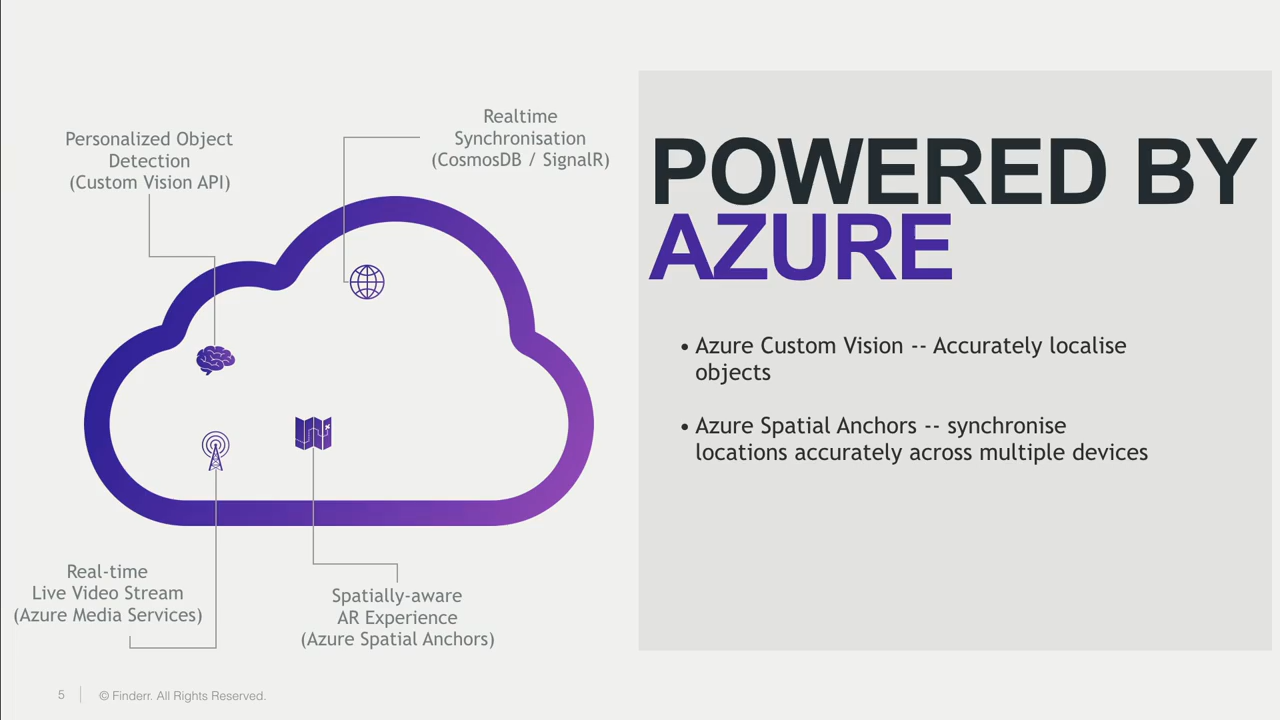 Personalized Object
Detection
(Custom Vision API)
Realtime
Synchronisation
(CosmosDB / SignalR)
Real-time
Live Video Stream
(Azure Media Services)
Spatially-aware
AR Experience
(Azure Spatial Anchors)
POWERED BY
AZURE
• Azure Custom Vision -- Accurately localise
objects
• Azure Spatial Anchors -- synchronise
locations accurately across multiple devices
5
© Finderr. All Rights Reserved.